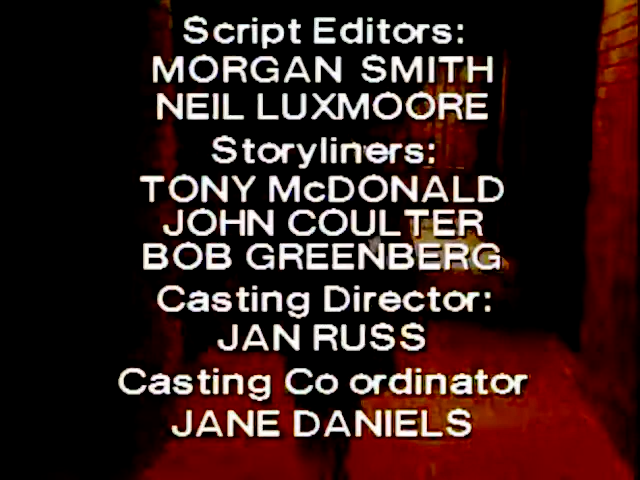 Script Editors:
MORGAN SMITH
NEIL LUXMOORE
Storyliners:
TONY McDONALD
JOHN COULTER
BOB GREENBERG
Casting Director:
JAN RUSS
Casting Co ordinator
JANE DANIELS